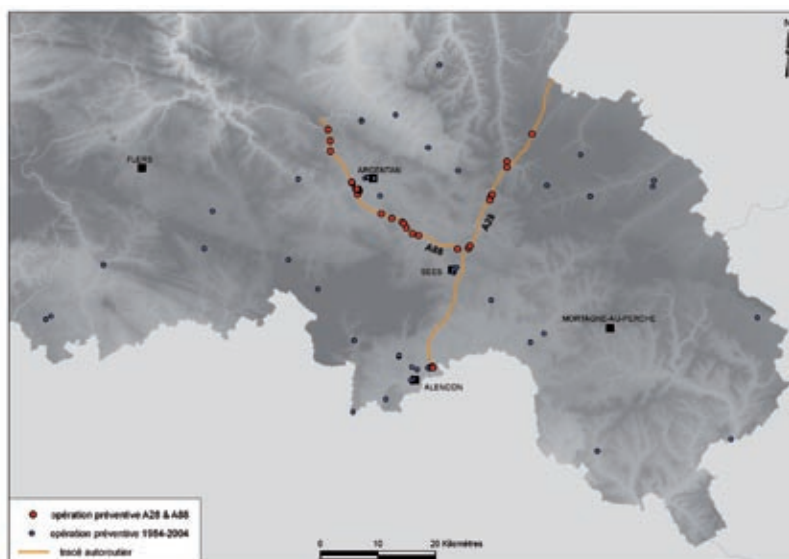 N
FLERS
ARGENTAN
A28
A88
SEES
MORTAGNE-AU-PERCHE
ALENCON
opération préventive A28 & A88
opération préventive 1984-2004
tracé autoroutier
0 10 20 Kilomètres